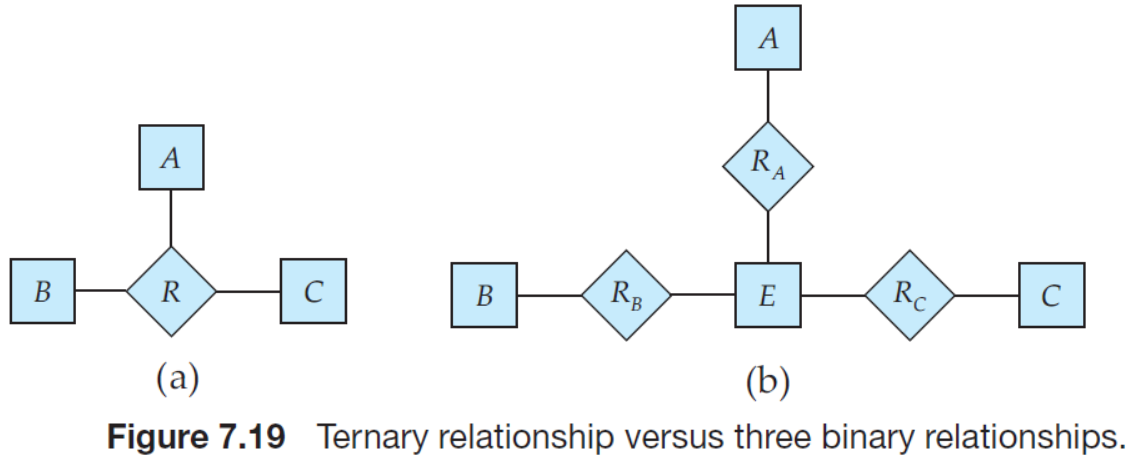 A
A
R_A
B
R
C
B
R_B
E
R_C
C
(a)
(b)
Figure 7.19 Ternary relationship versus three binary relationships.